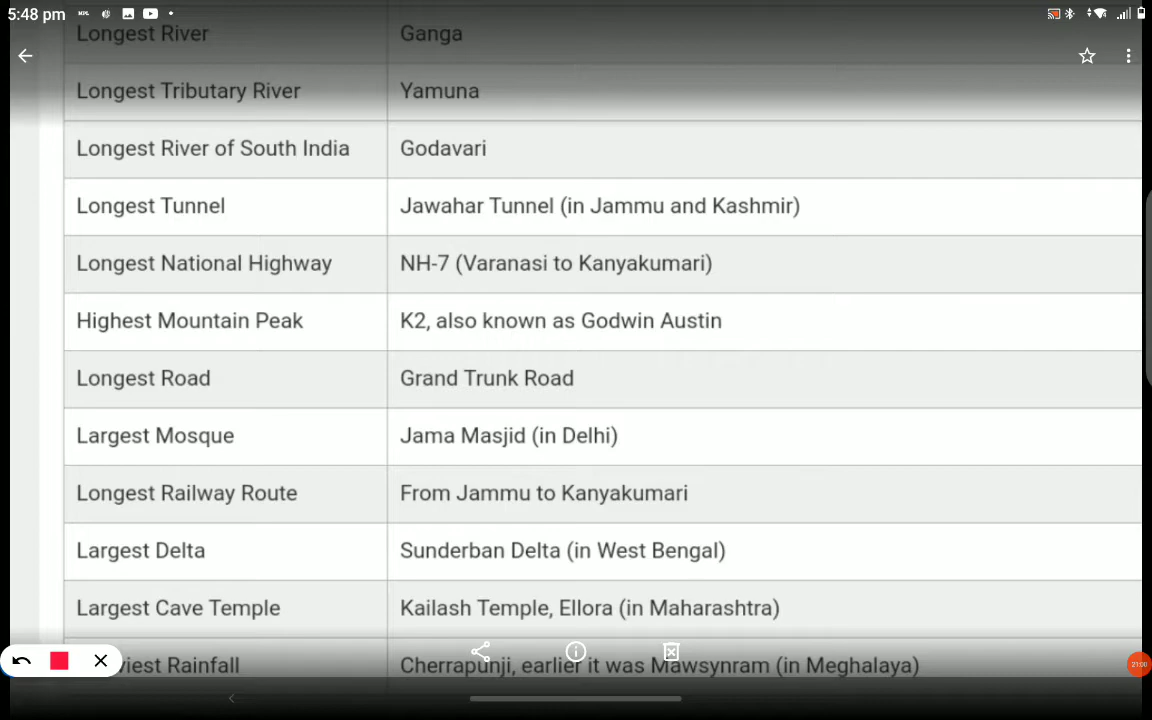 5:48 pm
Longest River Ganga
Longest Tributary River Yamuna
Longest River of South India Godavari
Longest Tunnel Jawahar Tunnel (in Jammu and Kashmir)
Longest National Highway NH-7 (Varanasi to Kanyakumari)
Highest Mountain Peak K2, also known as Godwin Austin
Longest Road Grand Trunk Road
Largest Mosque Jama Masjid (in Delhi)
Longest Railway Route From Jammu to Kanyakumari
Largest Delta Sunderban Delta (in West Bengal)
Largest Cave Temple Kailash Temple, Ellora (in Maharashtra)
viest Rainfall Cherrapunji, earlier it was Mawsynram (in Meghalaya)
21:00